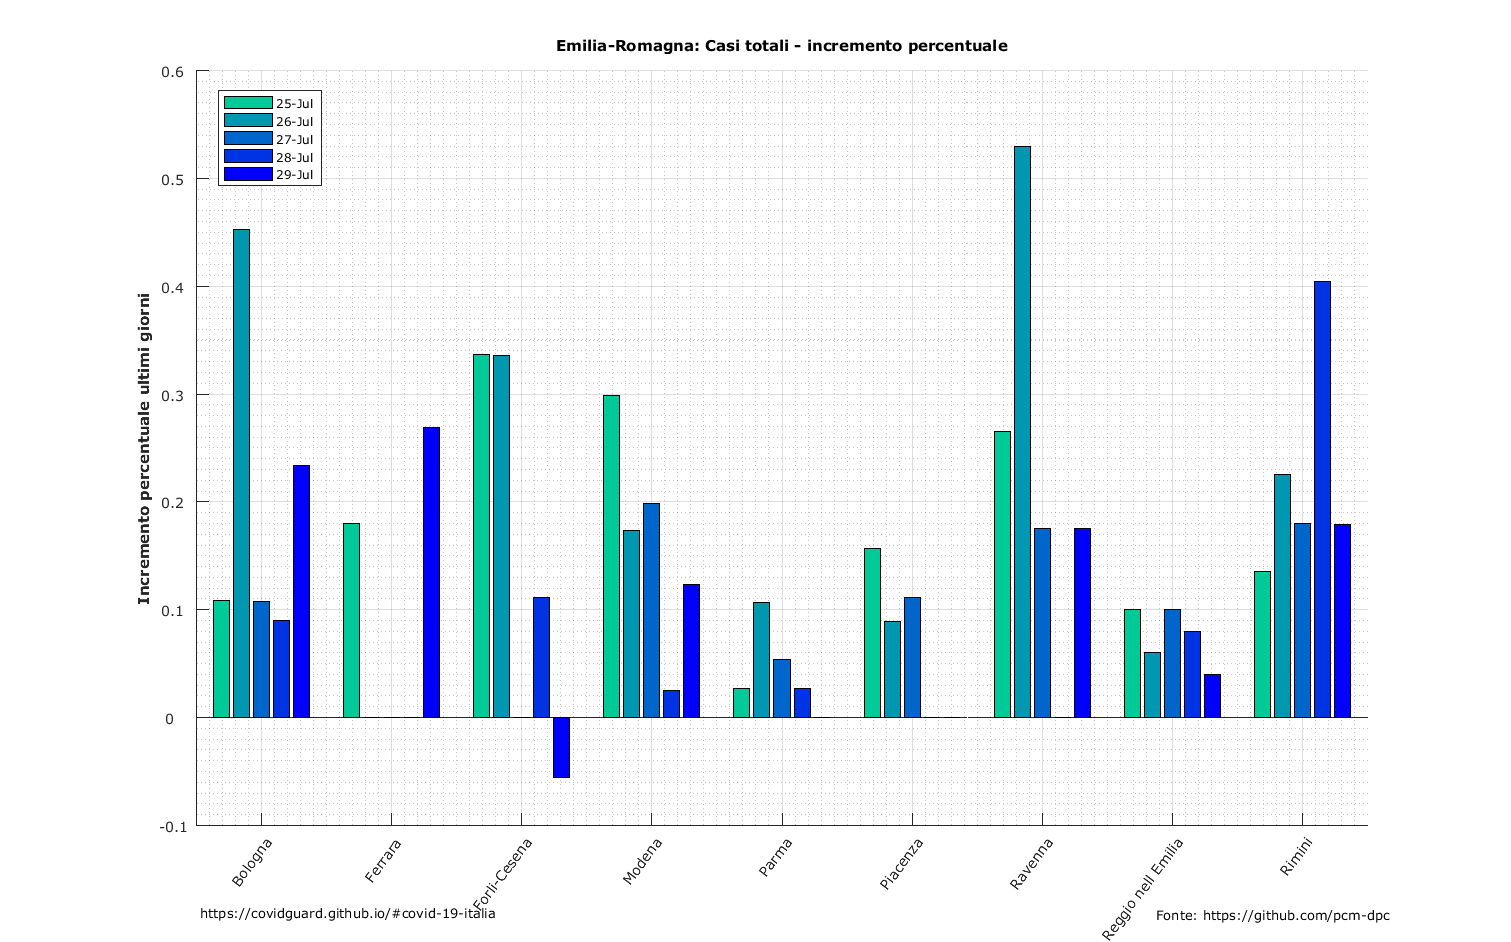 Emilia-Romagna: Casi totali - incremento percentuale
0.6
0.5
0.4
0.3
0.2
0.1
0
-0.1
Incremento percentuale ultimi giorni
25-Jul
26-Jul
27-Jul
28-Jul
29-Jul
Bologna
Ferrara
Forlì-Cesena
Modena
Parma
Piacenza
Ravenna
Reggio nell Emilia
Rimini
https://covidguard.github.io/#covid-19-italia
Fonte: https://github.com/pcm-dpc